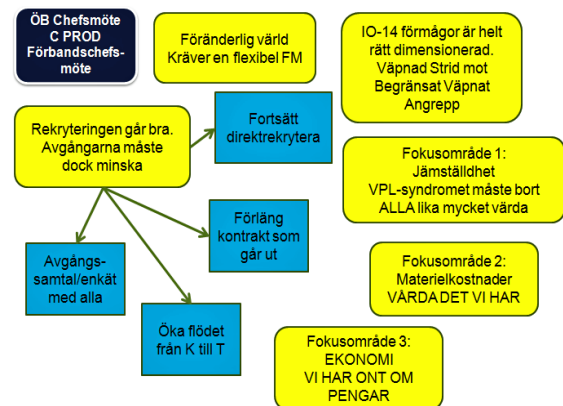 ÖB Chefsmöte
C PROD
Förbandschefs-
möte
Föränderlig värld
Kräver en flexibel FM
IO-14 förmågor är helt
rätt dimensionerad.
Väpnad Strid mot
Begränsat Väpnat
Angrepp
Rekryteringen går bra.
Avgångarna måste
dock minska
Fortsätt
direktrekrytera
Fokusområde 1:
Jämställdhet
VPL-syndromet måste bort
ALLA lika mycket värda
Förläng
kontrakt som
går ut
Avgångs-
samtal/enkät
med alla
Fokusområde 2:
Materielkostnader
VÅRDA DET VI HAR
Öka flödet
från K till T
Fokusområde 3:
EKONOMI
VI HAR ONT OM
PENGAR